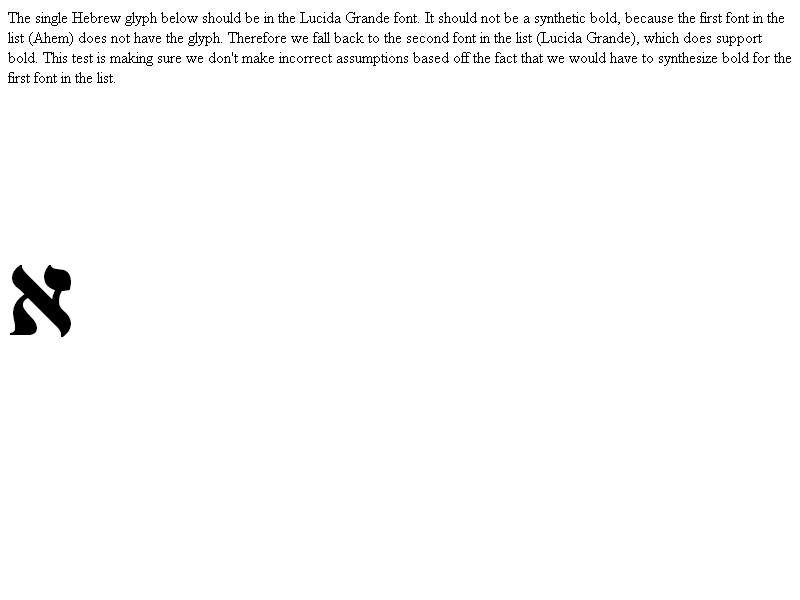 The single Hebrew glyph below should be in the Lucida Grande font. It should not be a synthetic bold, because the first font in the
list (Ahem) does not have the glyph. Therefore we fall back to the second font in the list (Lucida Grande), which does support
bold. This test is making sure we don't make incorrect assumptions based off the fact that we would have to synthesize bold for the
first font in the list.
א